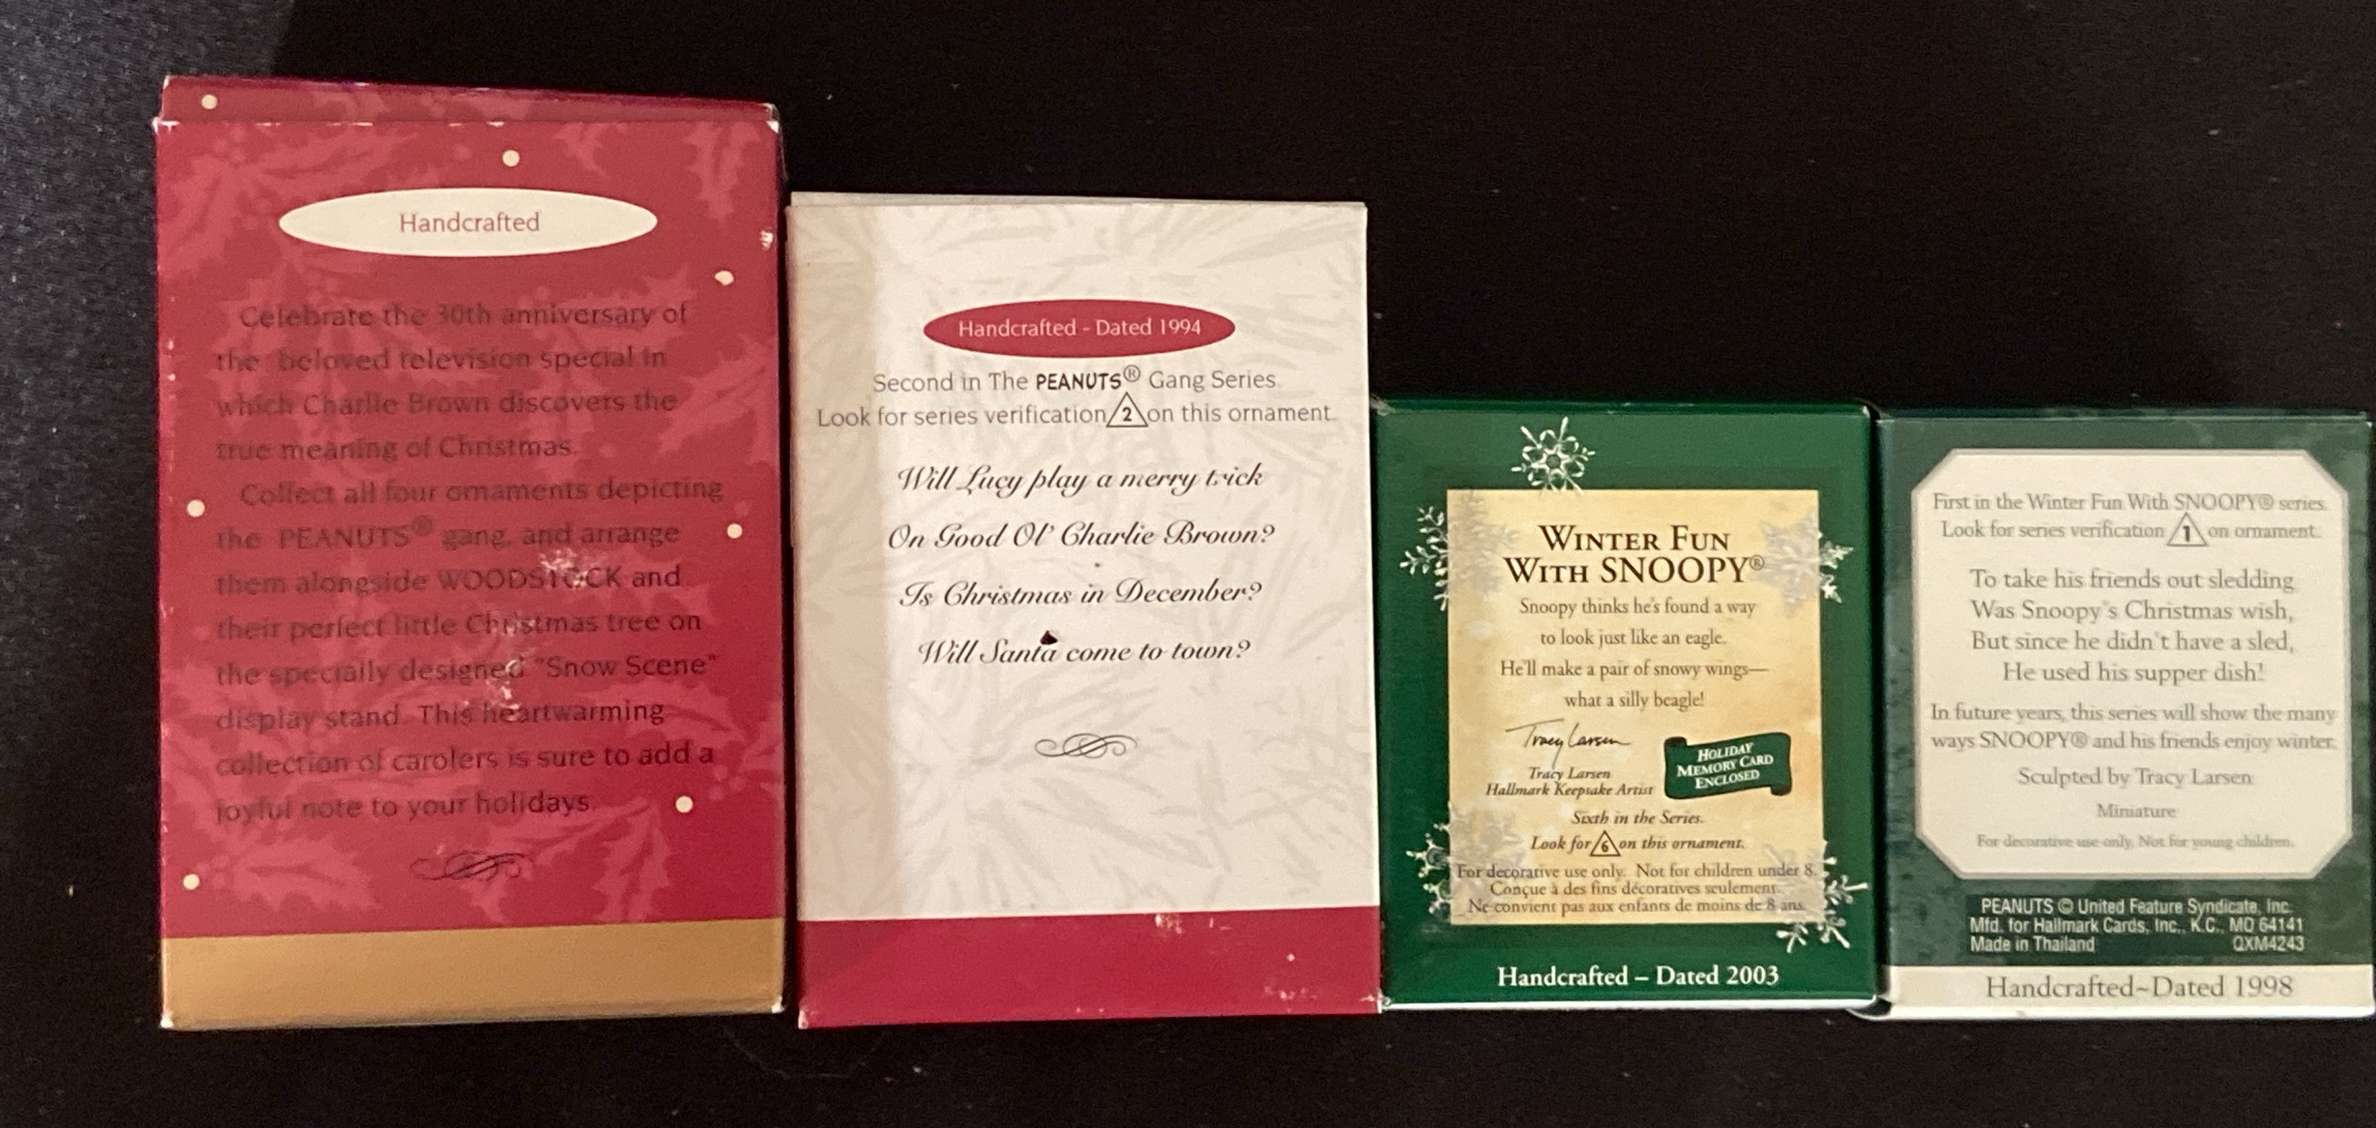 Handcrafted
Celebrate the 30th anniversary of
the beloved television special in
which Charlie Brown discovers the
true meaning of Christmas.
Collect all four ornaments depicting
the PEANUTS® gang, and arrange
them alongside WOODSTOCK and
their perfect little Christmas tree on
the specially designed "Snow Scene"
display stand. This heartwarming
collection of carolers is sure to add a
joyful note to your holidays.
Handcrafted - Dated 1994
Second in The PEANUTS® Gang Series.
Look for series verification 2 on this ornament.
Will Lucy play a merry trick
On Good Ol' Charlie Brown?
Is Christmas in December?
Will Santa come to town?
WINTER FUN
WITH SNOOPY®
Snoopy thinks he's found a way
to look just like an eagle.
He'll make a pair of snowy wings—
what a silly beagle!
Tracy Larsen
Tracy Larsen
Hallmark Keepsake Artist
HOLIDAY
MEMORY CARD
ENCLOSED
Sixth in the Series.
Look for 6 on this ornament.
For decorative use only. Not for children under 8.
Conçue à des fins décoratives seulement.
Ne convient pas aux enfants de moins de 8 ans.
Handcrafted – Dated 2003
First in the Winter Fun With SNOOPY® series.
Look for series verification 1 on ornament.
To take his friends out sledding
Was Snoopy's Christmas wish,
But since he didn't have a sled,
He used his supper dish!
In future years, this series will show the many
ways SNOOPY® and his friends enjoy winter.
Sculpted by Tracy Larsen
Miniature
For decorative use only. Not for young children.
PEANUTS © United Feature Syndicate, Inc.
Mfd. for Hallmark Cards, Inc., K.C., MO 64141
Made in Thailand QXM4243
Handcrafted~Dated 1998